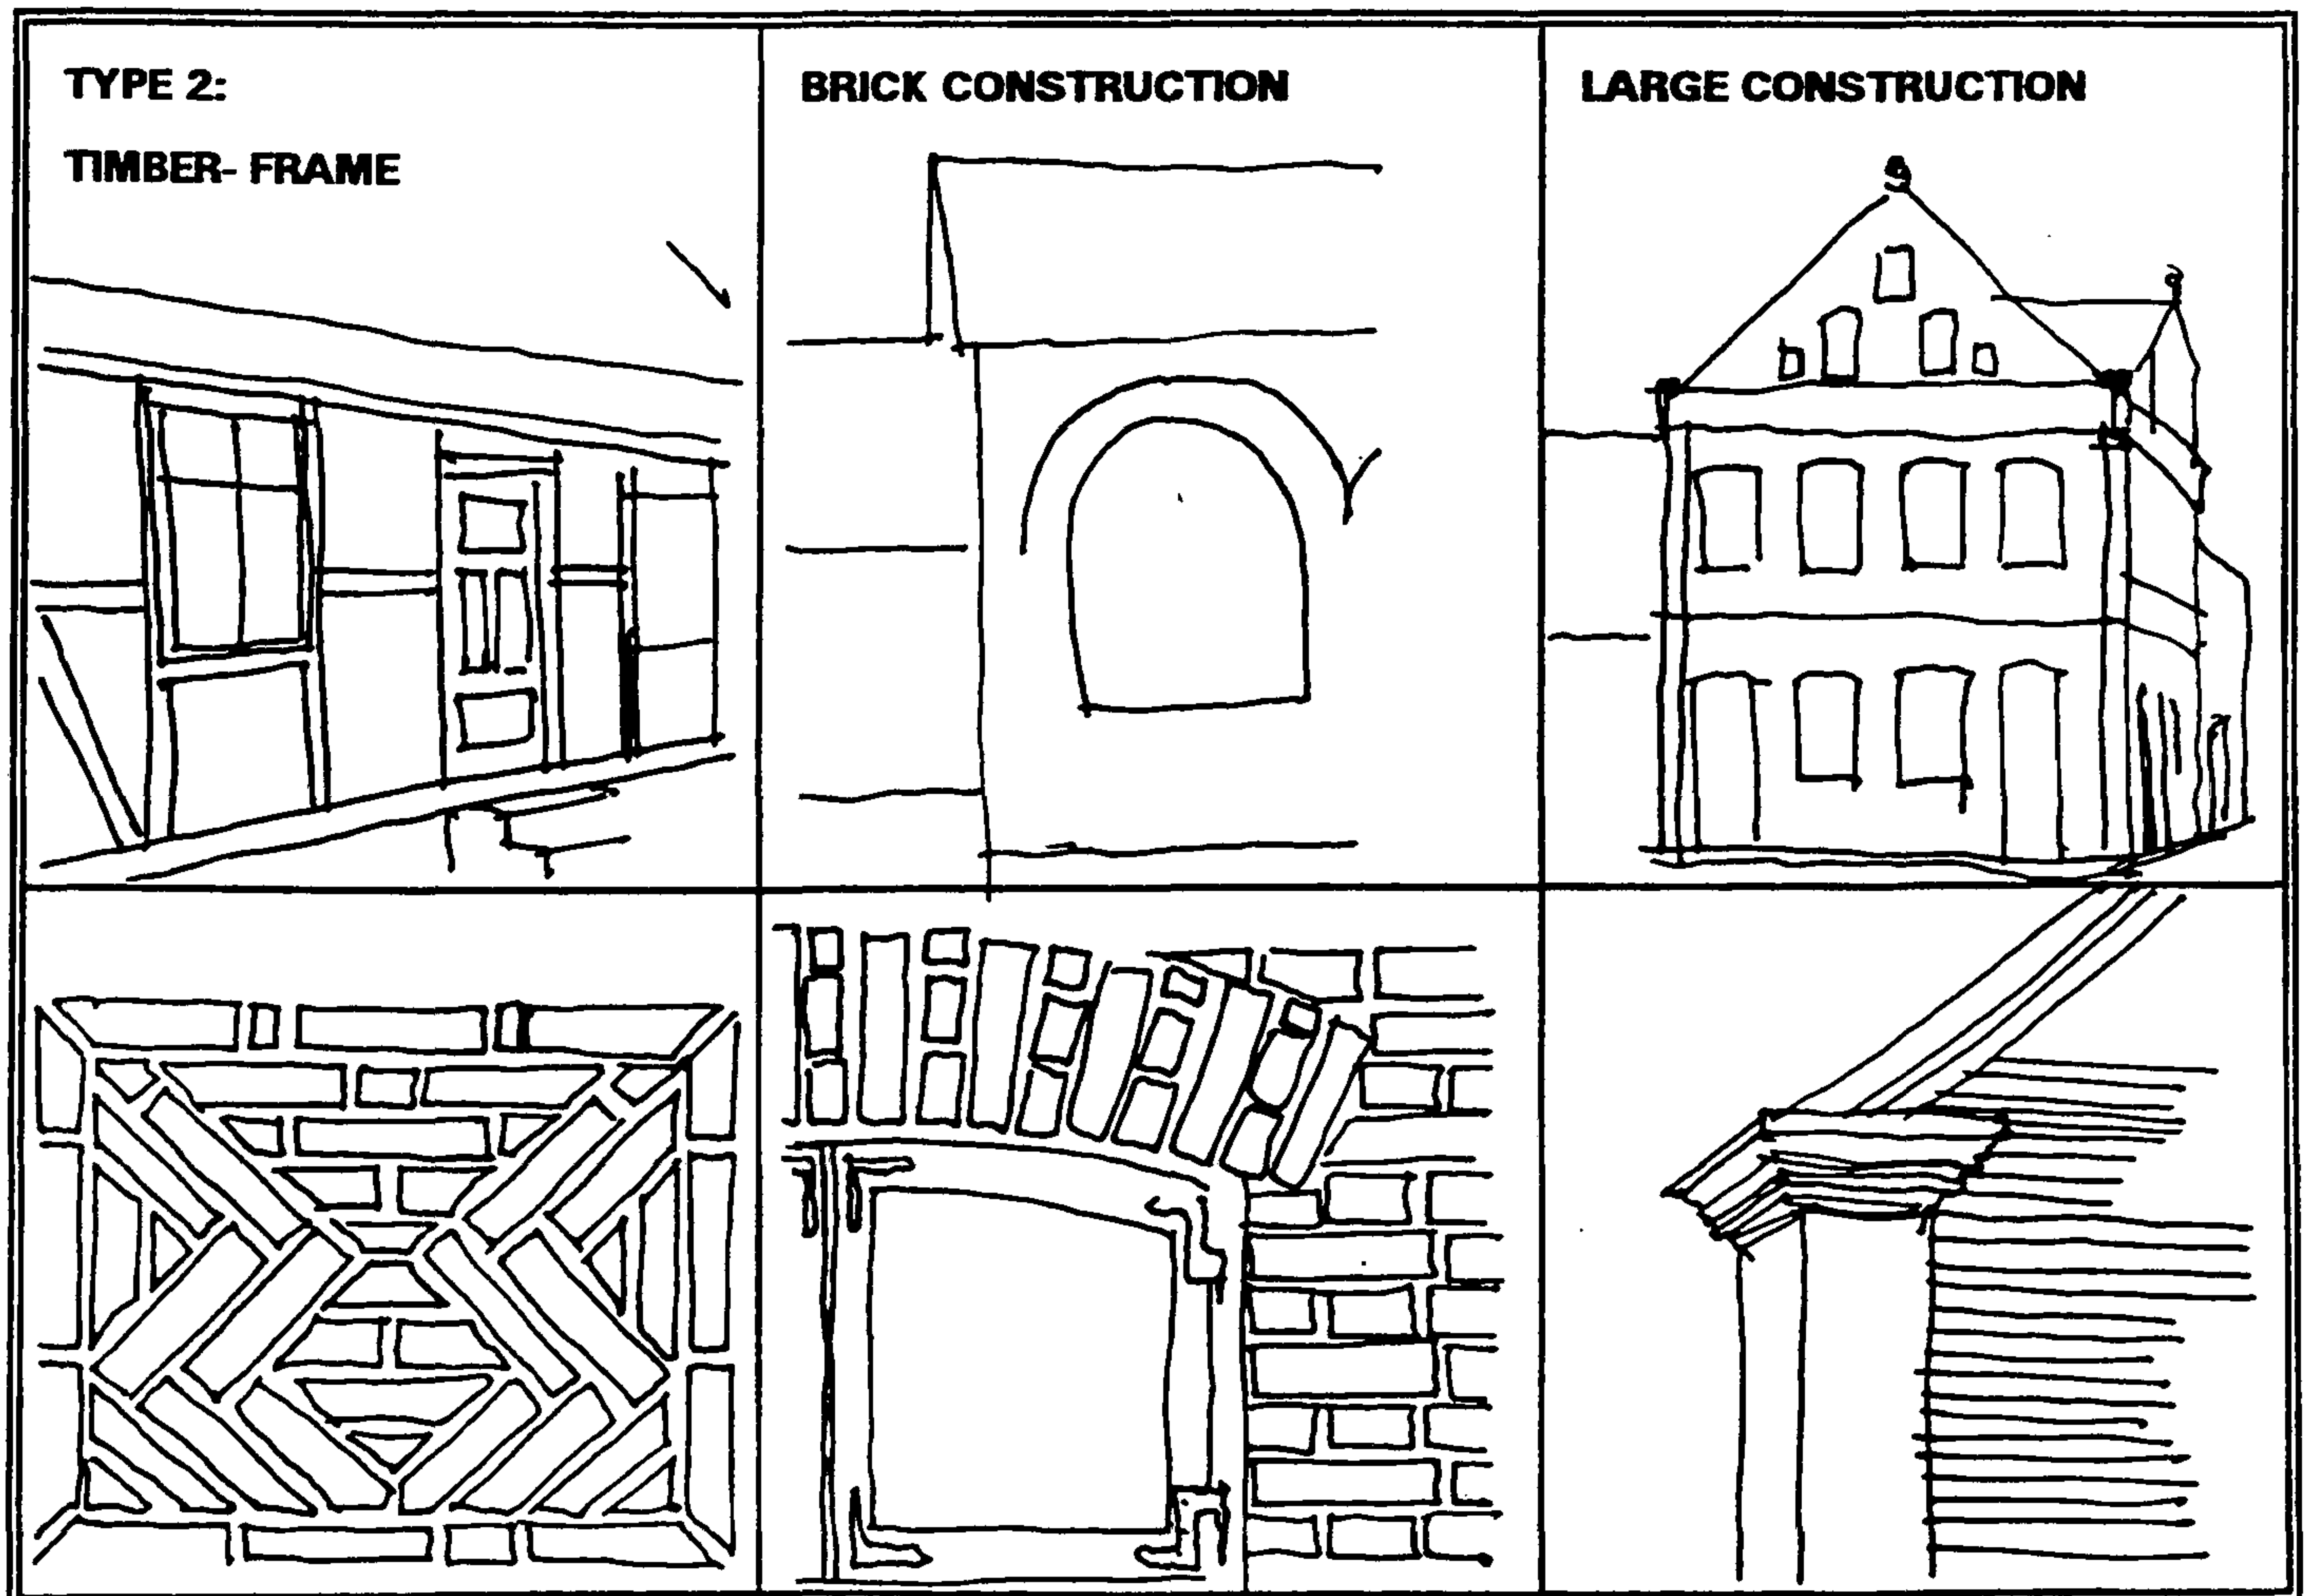 TYPE 2:
TIMBER- FRAME
BRICK CONSTRUCTION
LARGE CONSTRUCTION